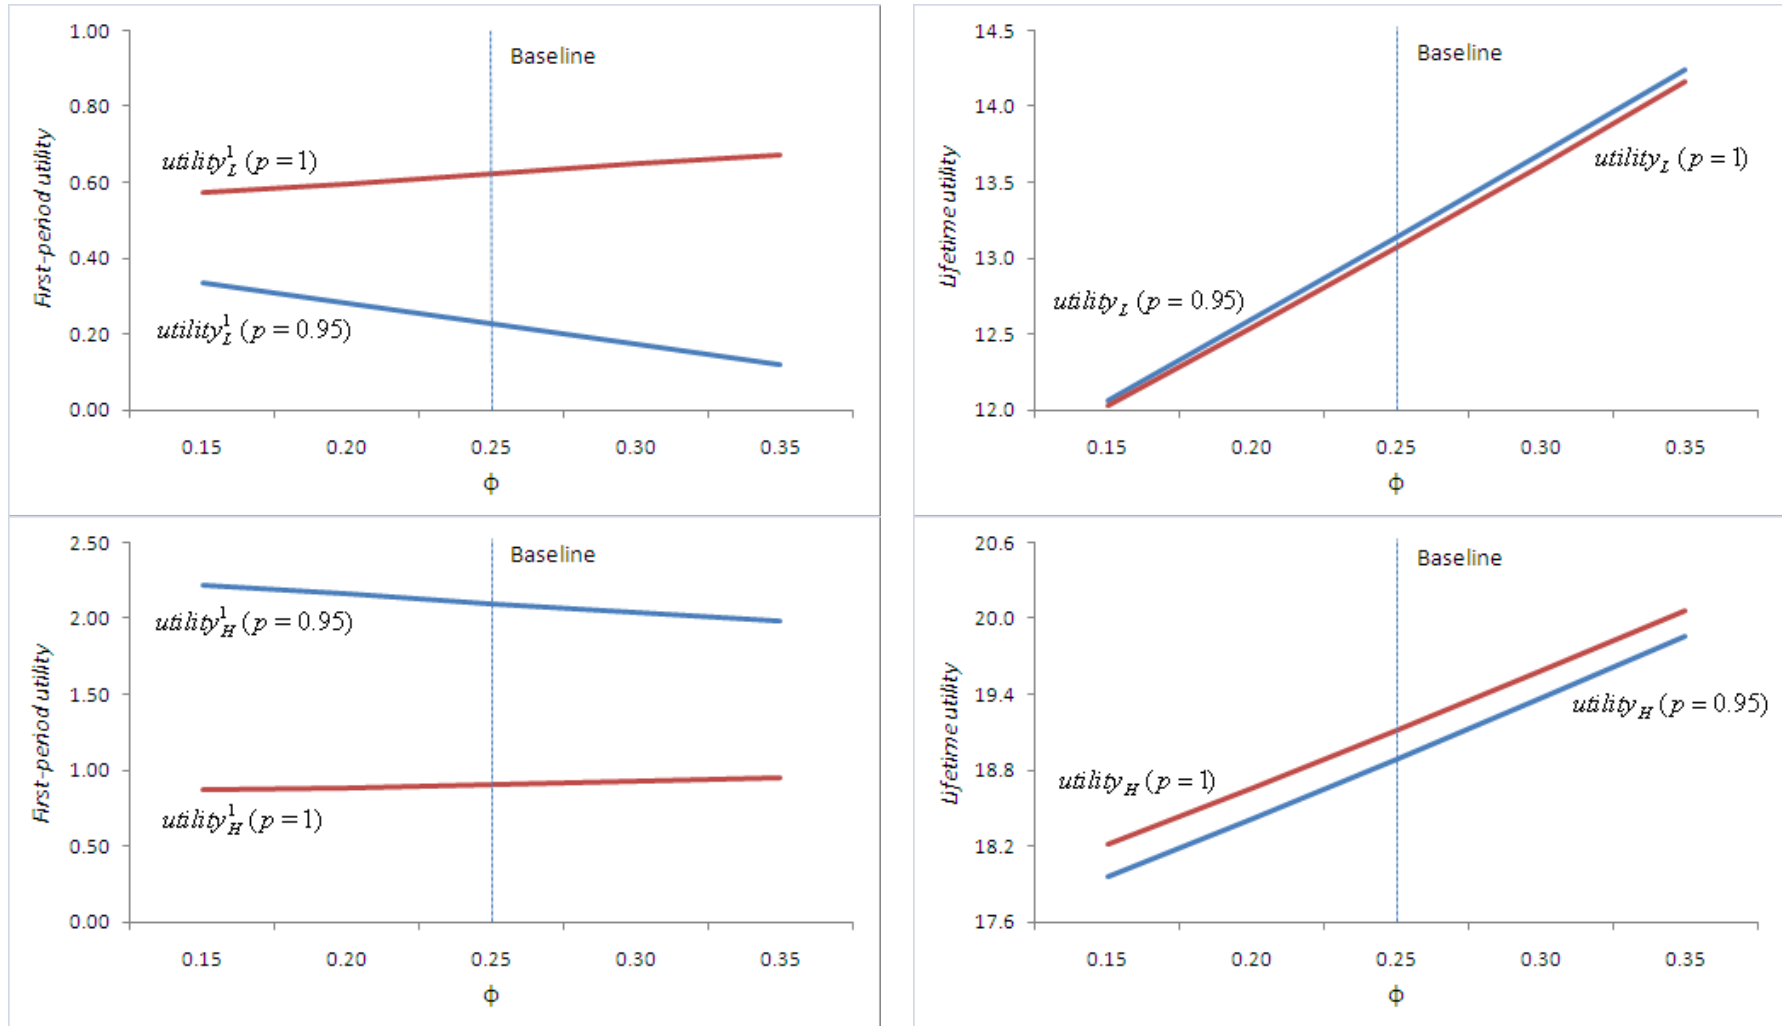 1.00
Baseline
0.80
utility¹_L (p = 1)
0.60
0.40
utility¹_L (p = 0.95)
0.20
0.00
First-period utility
0.15 0.20 0.25 0.30 0.35
Φ
14.5
Baseline
14.0
utility_L (p = 1)
13.5
13.0
utility_L (p = 0.95)
12.5
12.0
Lifetime utility
0.15 0.20 0.25 0.30 0.35
Φ
2.50
Baseline
2.00
utility¹_H (p = 0.95)
1.50
1.00
utility¹_H (p = 1)
0.50
0.00
First-period utility
0.15 0.20 0.25 0.30 0.35
Φ
20.6
Baseline
20.0
19.4
utility_H (p = 0.95)
18.8
utility_H (p = 1)
18.2
17.6
Lifetime utility
0.15 0.20 0.25 0.30 0.35
Φ